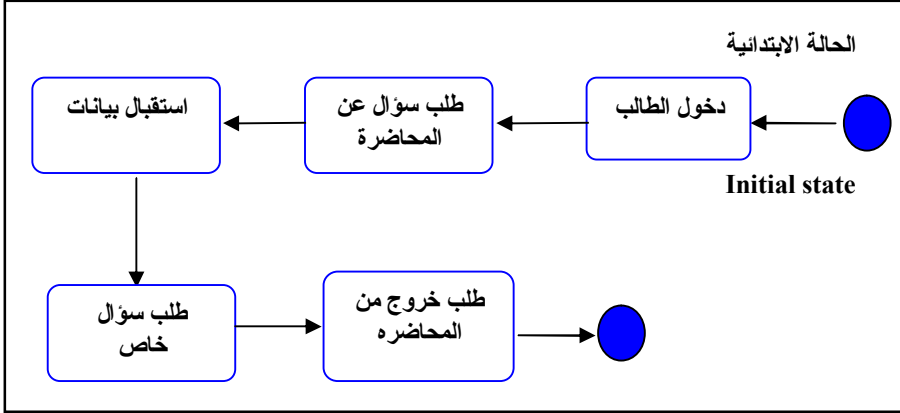 الحالة الابتدائية
دخول الطالب
طلب سؤال عن
المحاضرة
استقبال بيانات
Initial state
طلب سؤال
خاص
طلب خروج من
المحاضره